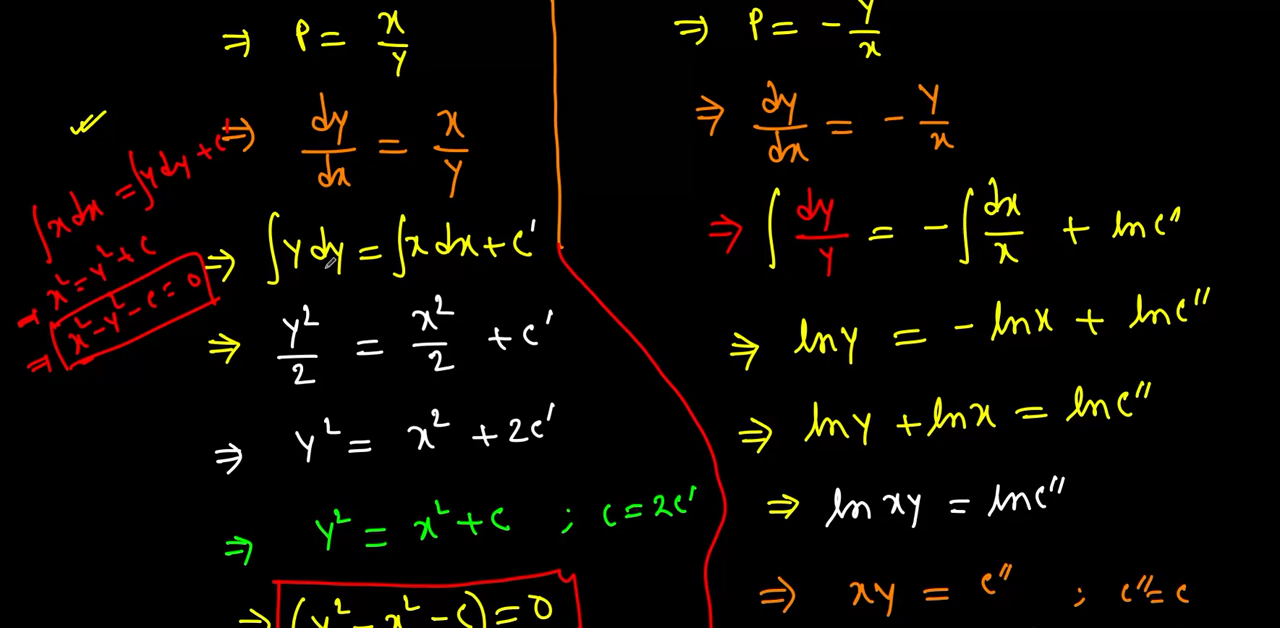 ⇒ P = x/y
⇒ dy/dx = x/y
⇒ ∫y dy = ∫x dx + c'
⇒ y²/2 = x²/2 + c'
⇒ y² = x² + 2c'
⇒ y² = x² + c ; c = 2c'
⇒ (y² - x² - c) = 0
∫x dx = ∫y dy + c'
→ x² = y² + c
⇒ x² - y² - c = 0
⇒ P = - y/x
⇒ dy/dx = - y/x
⇒ ∫ dy/y = - ∫ dx/x + ln c''
⇒ ln y = - ln x + ln c''
⇒ ln y + ln x = ln c''
⇒ ln xy = ln c''
⇒ xy = c'' ; c'' = c